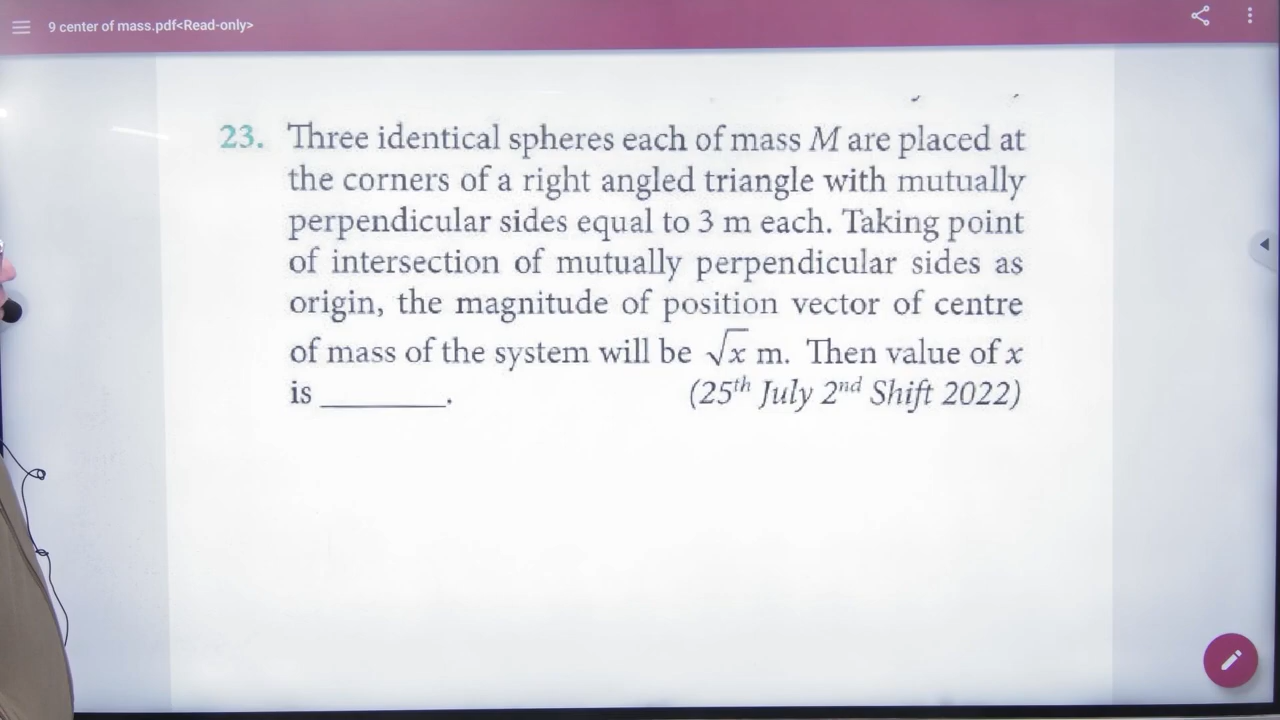 9 center of mass.pdf<Read-only>
23. Three identical spheres each of mass M are placed at
the corners of a right angled triangle with mutually
perpendicular sides equal to 3 m each. Taking point
of intersection of mutually perpendicular sides as
origin, the magnitude of position vector of centre
of mass of the system will be √x m. Then value of x
is ________. (25th July 2nd Shift 2022)